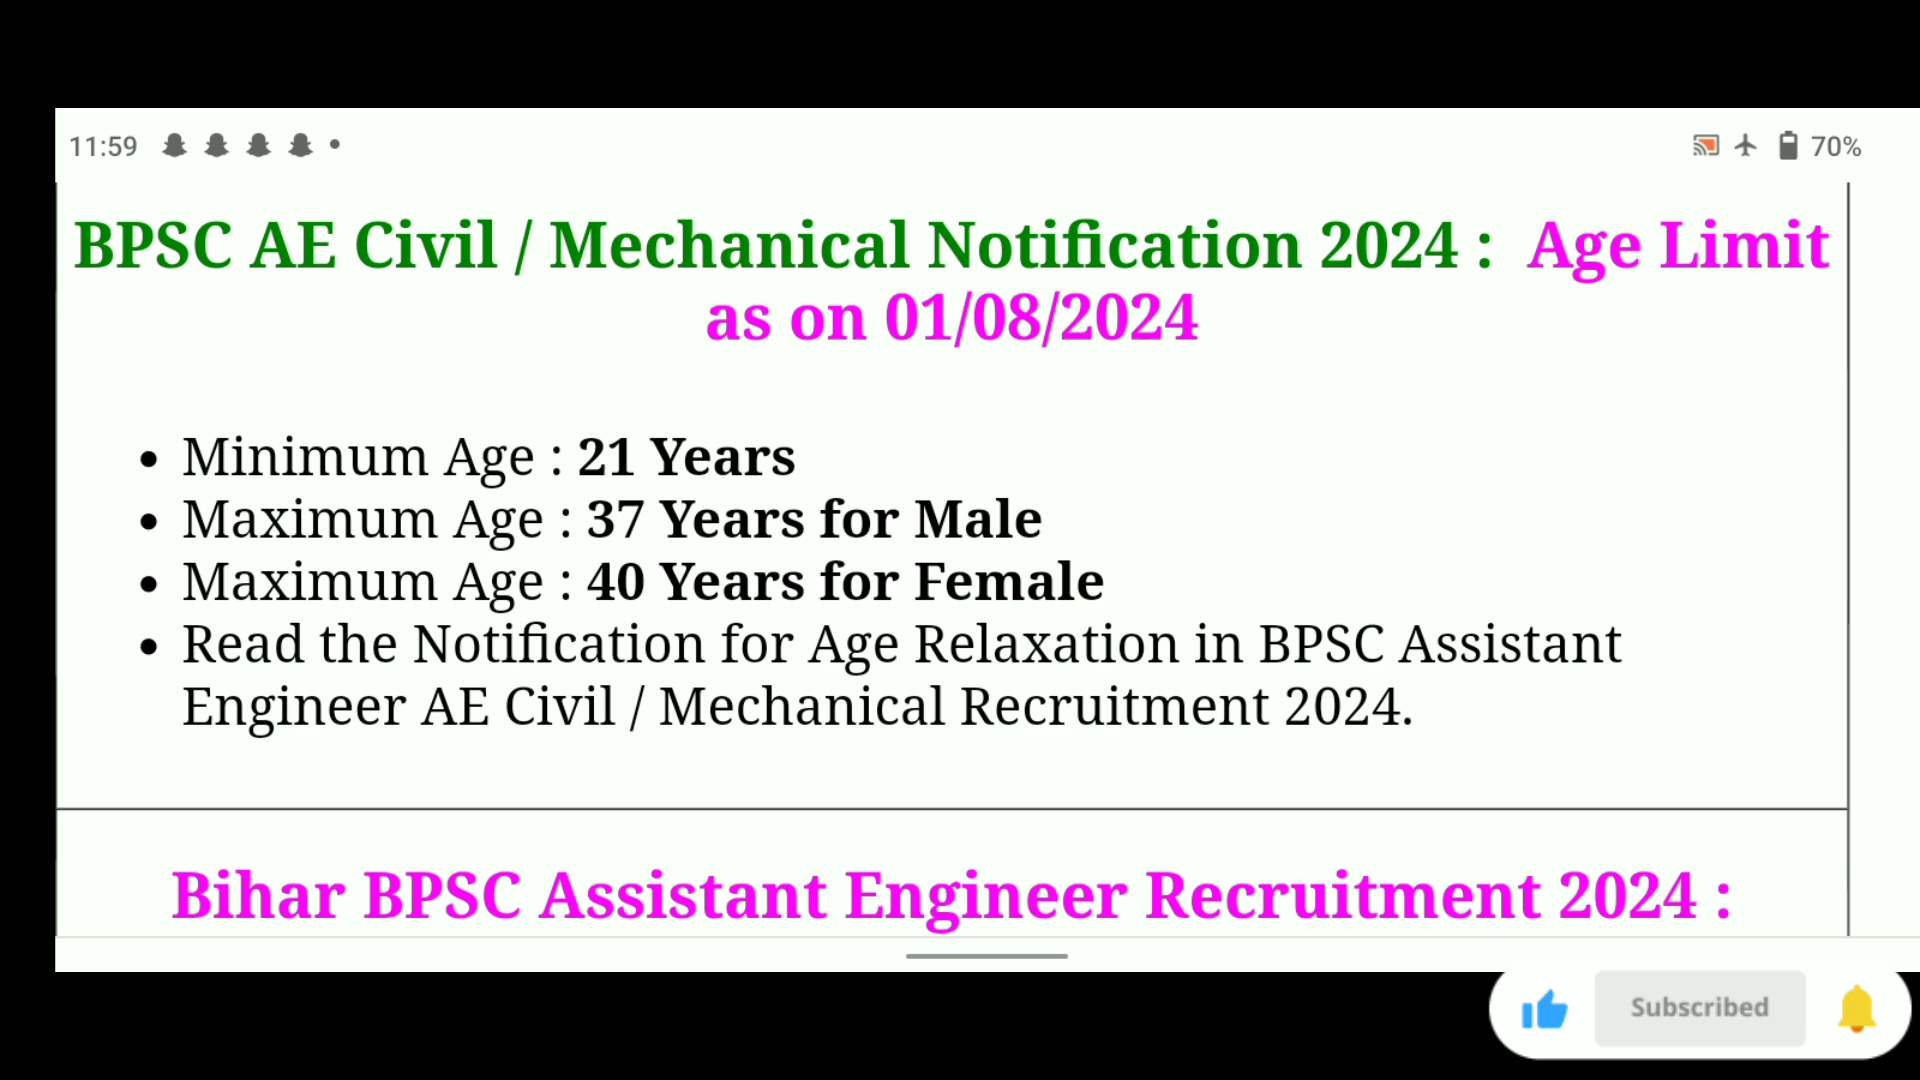 11:59
70%
BPSC AE Civil / Mechanical Notification 2024 : Age Limit
as on 01/08/2024
• Minimum Age : 21 Years
• Maximum Age : 37 Years for Male
• Maximum Age : 40 Years for Female
• Read the Notification for Age Relaxation in BPSC Assistant
Engineer AE Civil / Mechanical Recruitment 2024.
Bihar BPSC Assistant Engineer Recruitment 2024 :
Subscribed